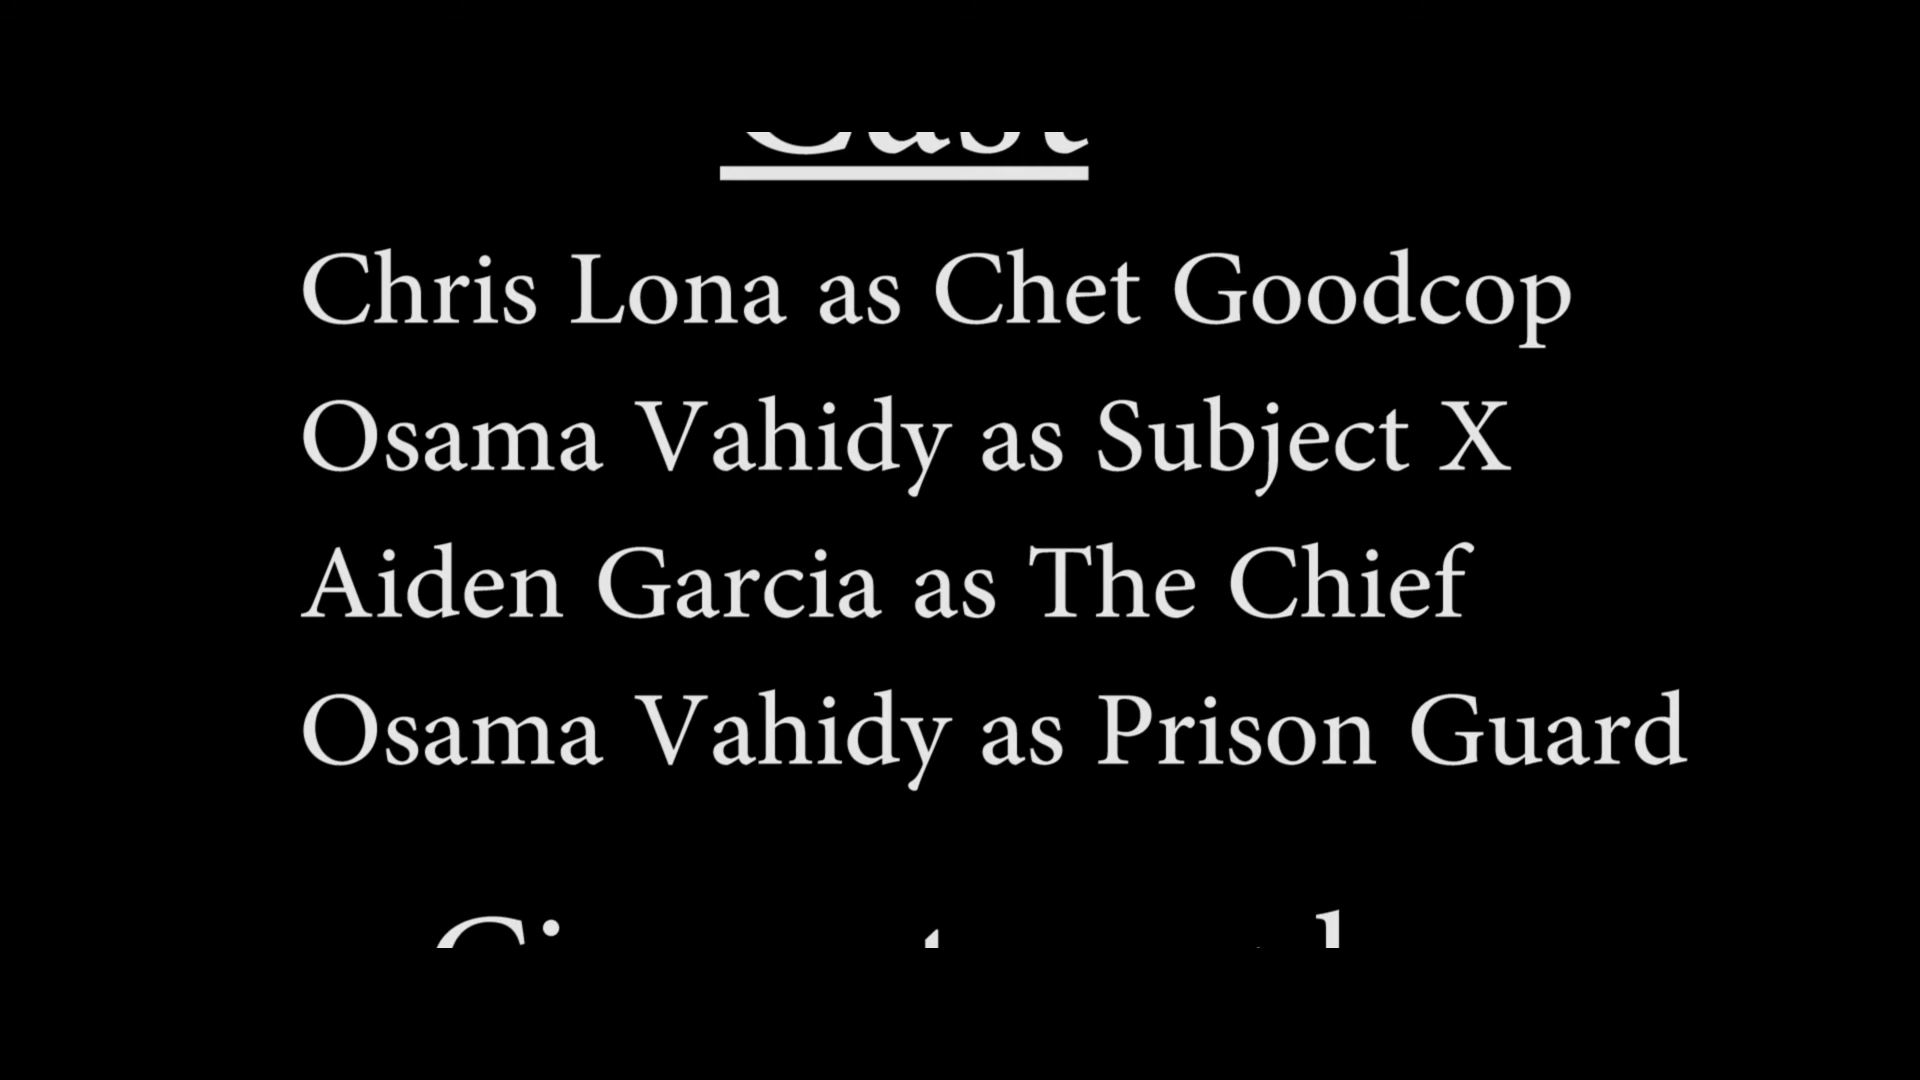 Cast
Chris Lona as Chet Goodcop
Osama Vahidy as Subject X
Aiden Garcia as The Chief
Osama Vahidy as Prison Guard